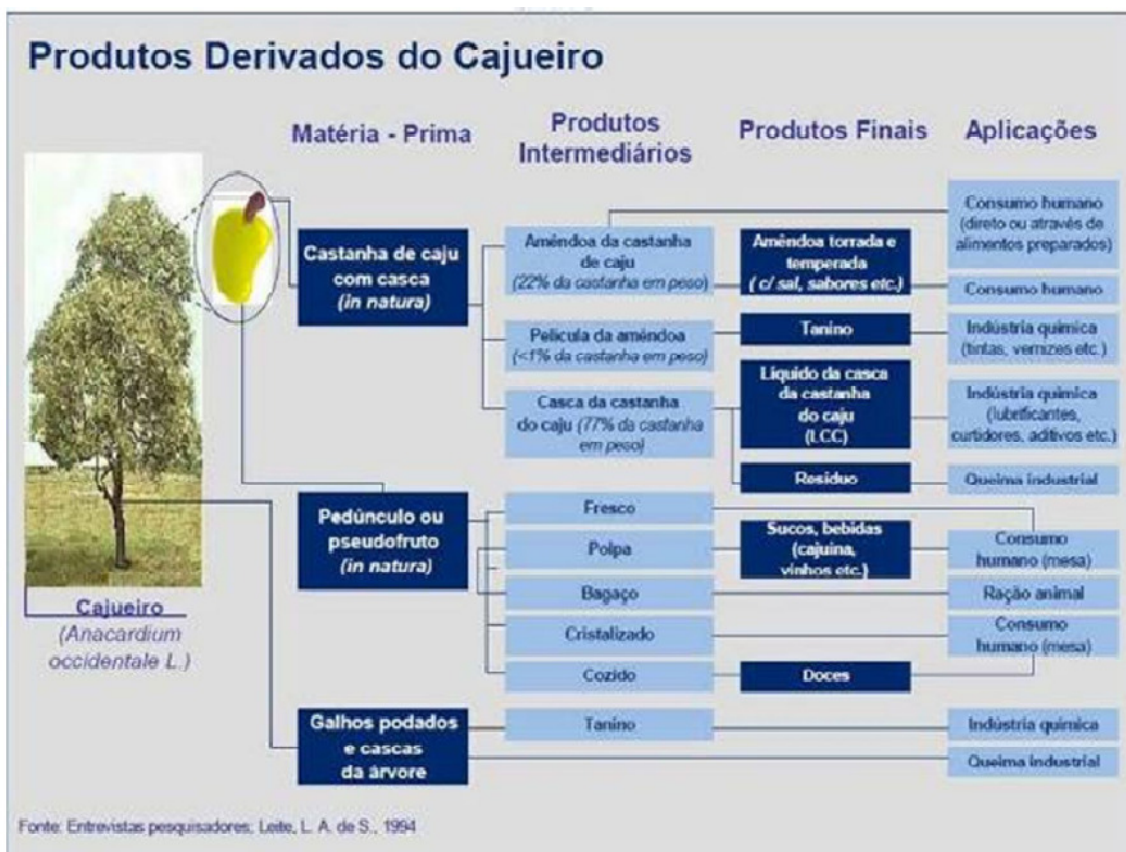 Produtos Derivados do Cajueiro
Matéria - Prima
Produtos
Intermediários
Produtos Finais
Aplicações
Castanha de caju
com casca
(in natura)
Amêndoa da castanha
de caju
(22% da castanha em peso)
Amêndoa torrada e
temperada
( c/ sal, sabores etc.)
Consumo humano
(direto ou através de
alimentos preparados)
Consumo humano
Película da amêndoa
(<1% da castanha em peso)
Tanino
Indústria química
(tintas, vernizes etc.)
Casca da castanha
do caju (77% da castanha
em peso)
Líquido da casca
da castanha
do caju
(LCC)
Indústria química
(lubrificantes,
curtidores, aditivos etc.)
Resíduo
Queima industrial
Pedúnculo ou
pseudofruto
(in natura)
Fresco
Polpa
Sucos, bebidas
(cajuína,
vinhos etc.)
Consumo
humano (mesa)
Bagaço
Ração animal
Cristalizado
Consumo
humano (mesa)
Cozido
Doces
Galhos podados
e cascas
da árvore
Tanino
Indústria química
Queima industrial
Cajueiro
(Anacardium
occidentale L.)
Fonte: Entrevistas pesquisadores; Leite, L. A. de S., 1994